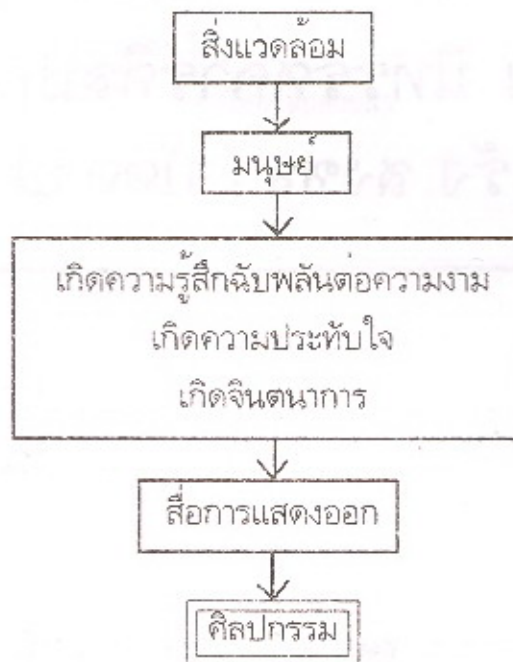 สิ่งแวดล้อม
มนุษย์
เกิดความรู้สึกฉับพลันต่อความงาม
เกิดความประทับใจ
เกิดจินตนาการ
สื่อการแสดงออก
ศิลปกรรม